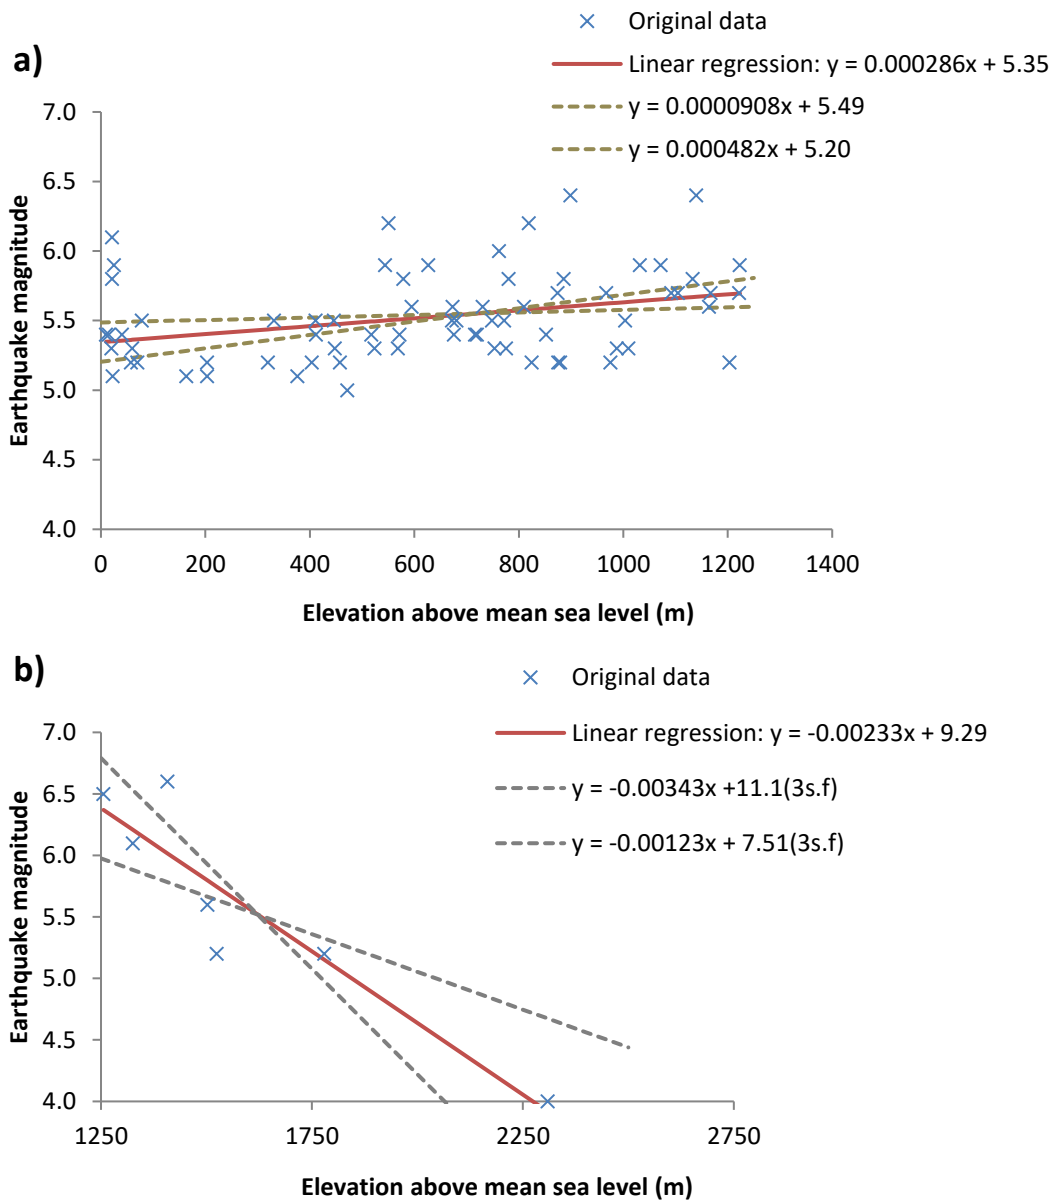 Original data
a)
Linear regression: y = 0.000286x + 5.35
y = 0.0000908x + 5.49
y = 0.000482x + 5.20
7.0
6.5
6.0
5.5
5.0
4.5
4.0
Earthquake magnitude
0 200 400 600 800 1000 1200 1400
Elevation above mean sea level (m)
b)
Original data
Linear regression: y = -0.00233x + 9.29
y = -0.00343x +11.1(3s.f)
y = -0.00123x + 7.51(3s.f)
7.0
6.5
6.0
5.5
5.0
4.5
4.0
Earthquake magnitude
1250 1750 2250 2750
Elevation above mean sea level (m)